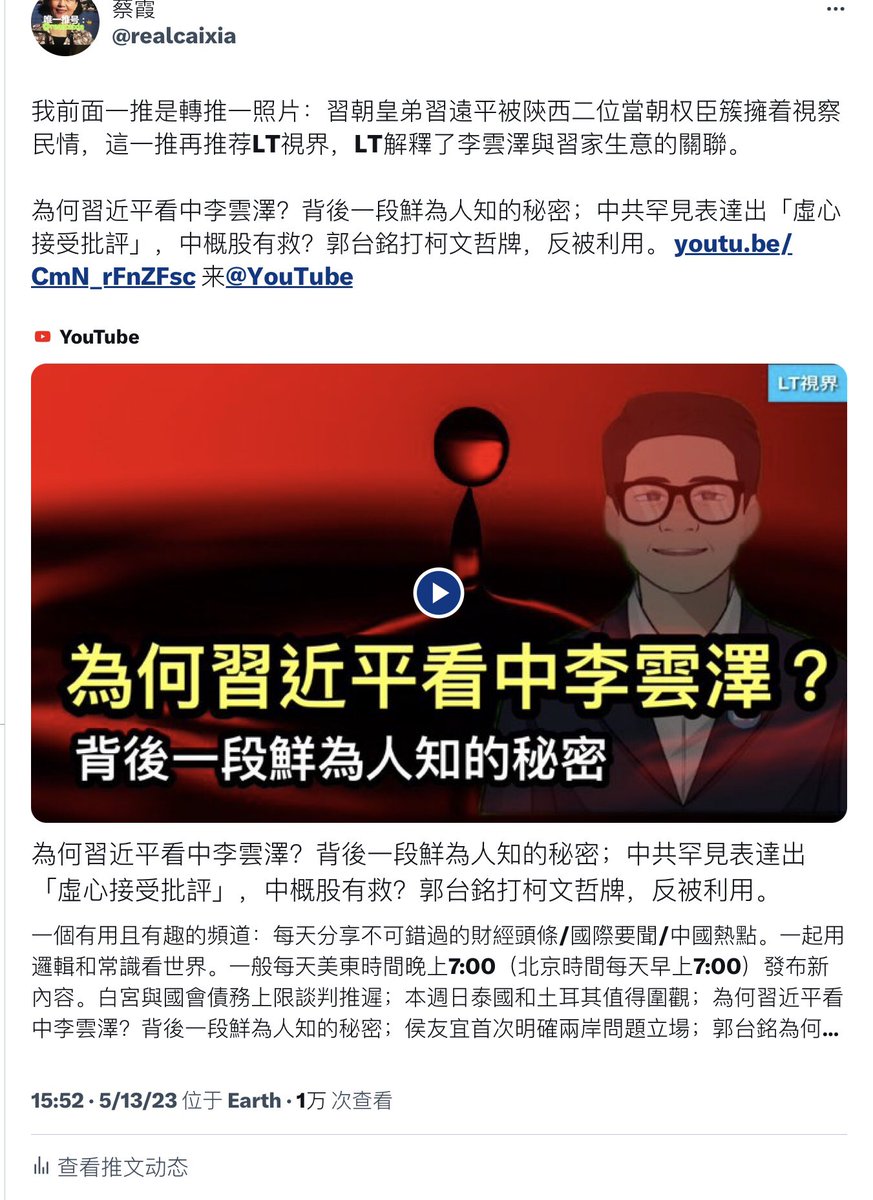 蔡霞
@realcaixia
我前面一推是轉推一照片：習朝皇弟習遠平被陝西二位當朝权臣簇擁着視察
民情，這一推再推荐LT視界，LT解釋了李雲澤與習家生意的關聯。
為何習近平看中李雲澤？背後一段鮮為人知的秘密；中共罕見表達出「虛心
接受批評」，中概股有救？郭台銘打柯文哲牌，反被利用。 youtu.be/
CmN_rFnZFsc 来@YouTube
YouTube
LT視界
為何習近平看中李雲澤？
背後一段鮮為人知的秘密
為何習近平看中李雲澤？背後一段鮮為人知的秘密；中共罕見表達出
「虛心接受批評」，中概股有救？郭台銘打柯文哲牌，反被利用。
一個有用且有趣的頻道：每天分享不可錯過的財經頭條/國際要聞/中國熱點。一起用
邏輯和常識看世界。一般每天美東時間晚上7:00（北京時間每天早上7:00）發布新
內容。白宮與國會債務上限談判推遲；本週日泰國和土耳其值得圍觀；為何習近平看
中李雲澤？背後一段鮮為人知的秘密；侯友宜首次明確兩岸問題立場；郭台銘為何...
15:52 · 5/13/23 位于 Earth · 1万 次查看
查看推文动态